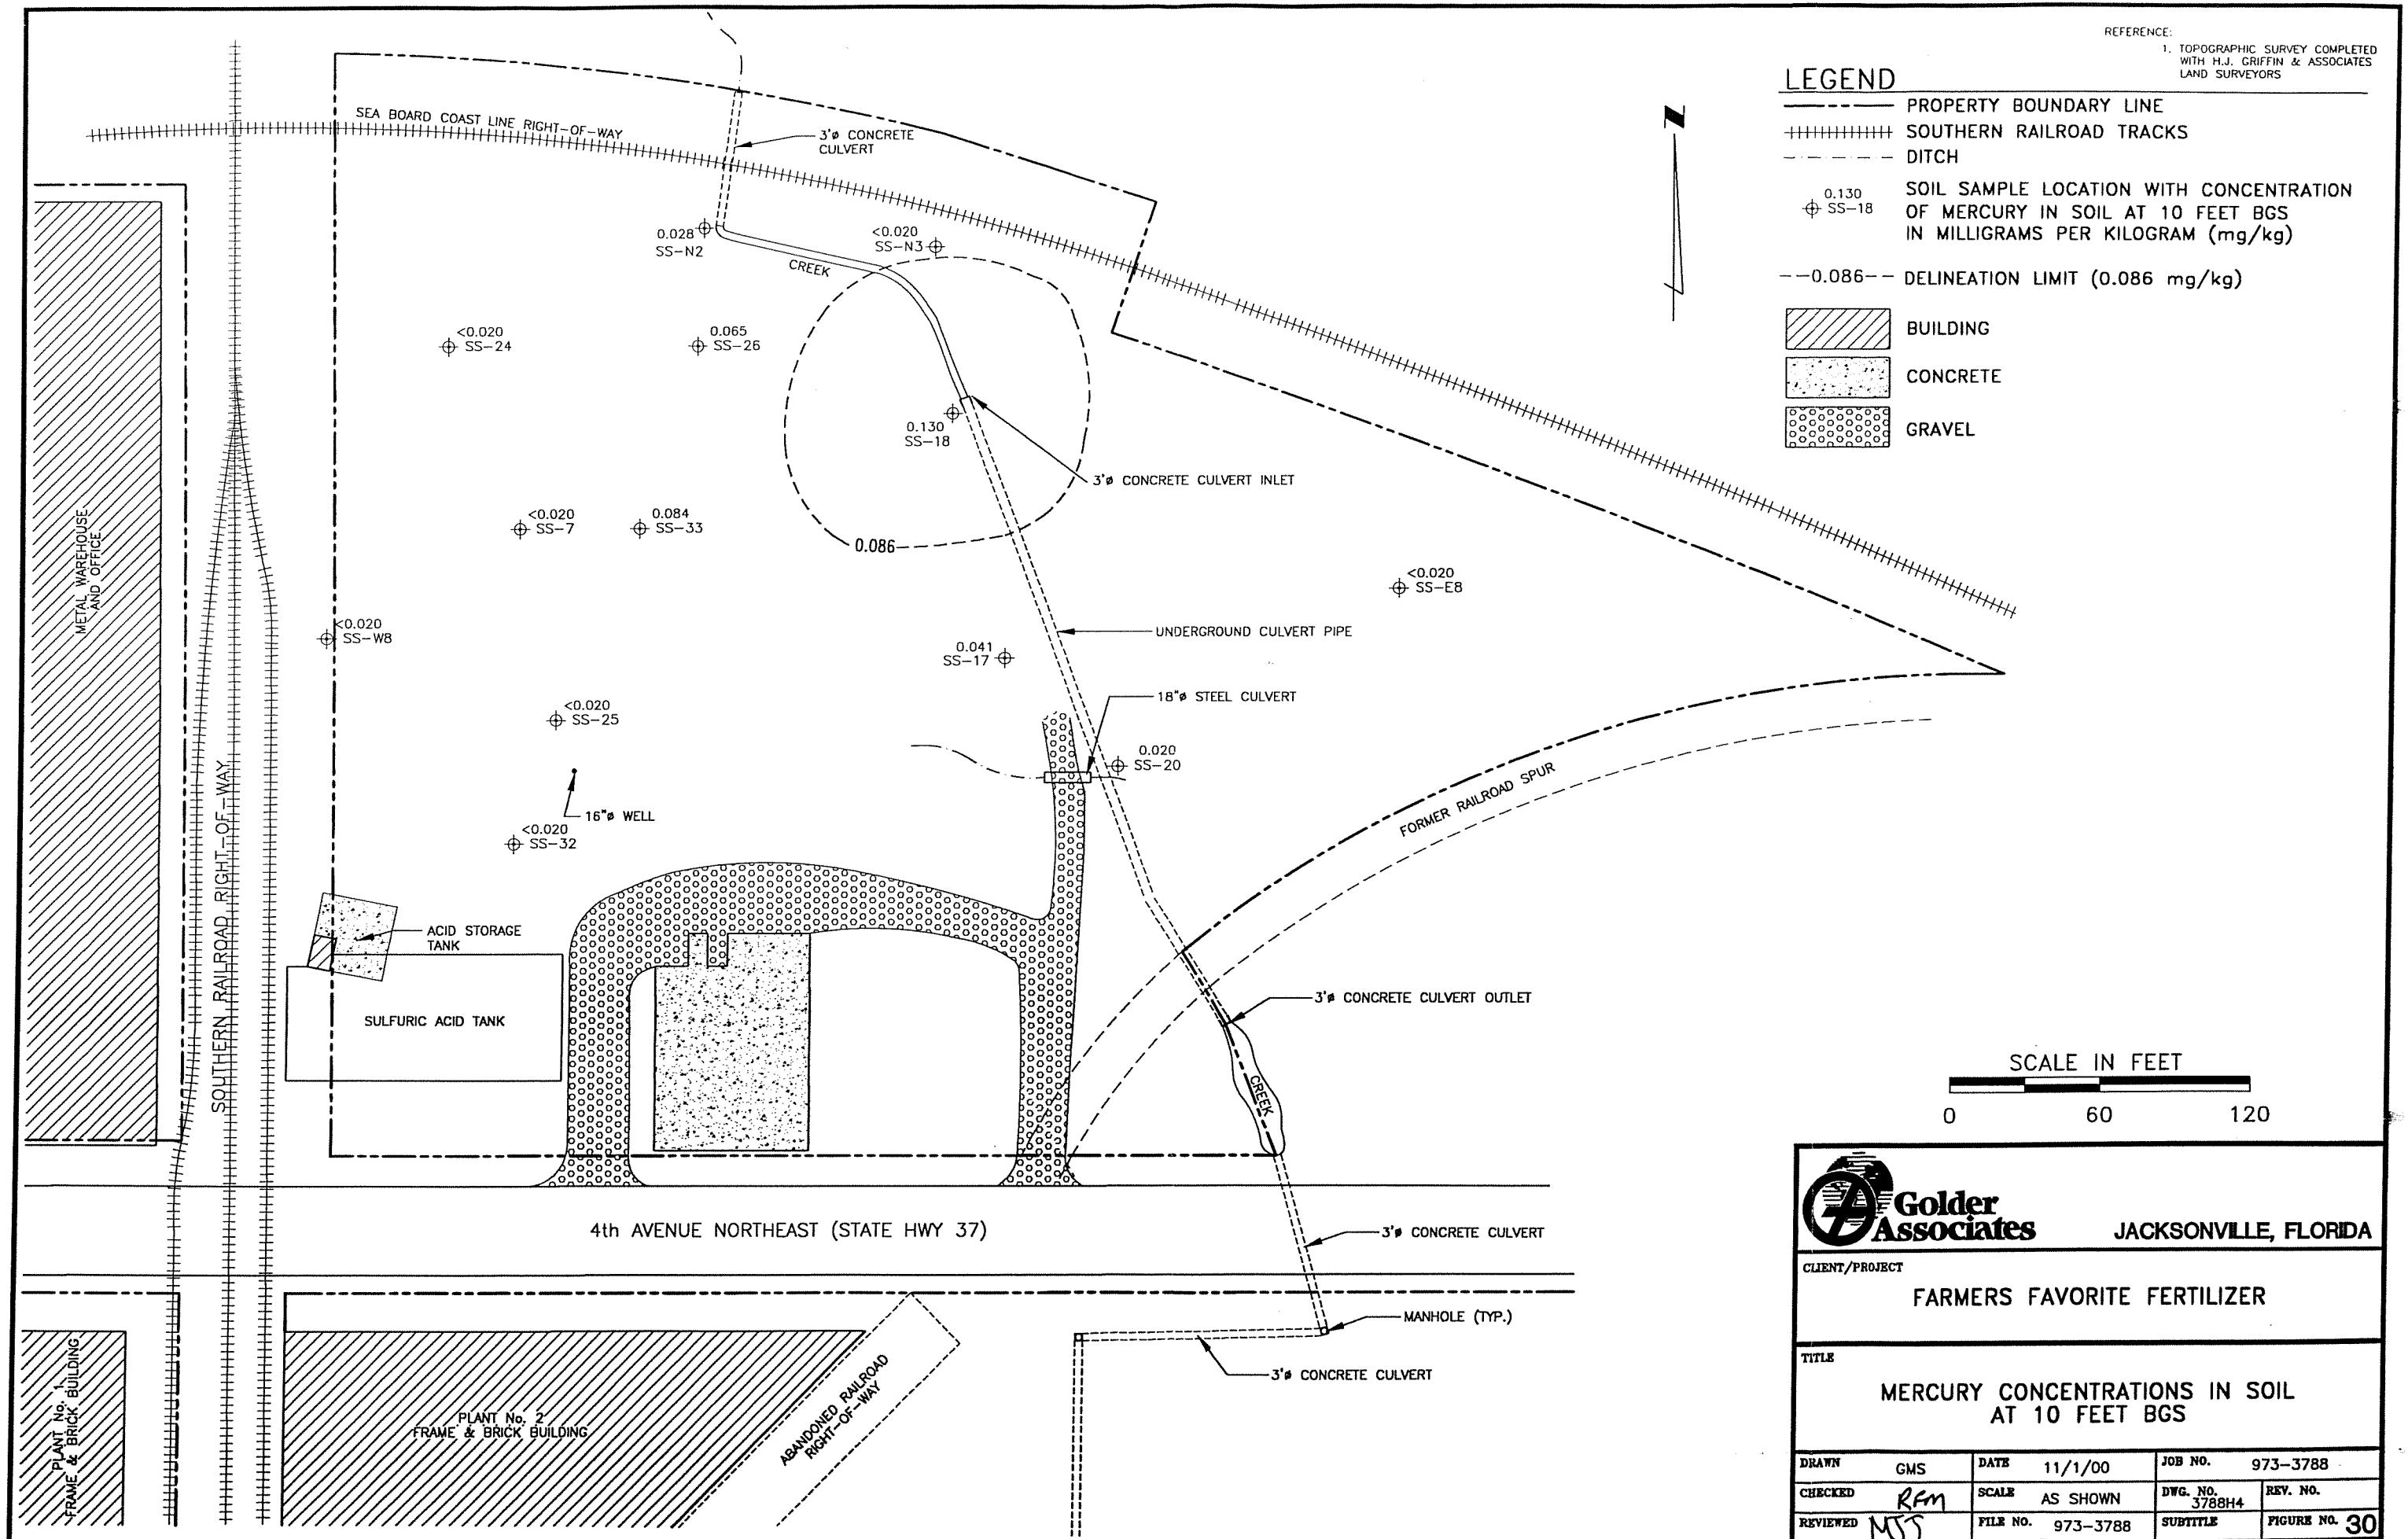 REFERENCE:
1. TOPOGRAPHIC SURVEY COMPLETED
WITH H.J. GRIFFIN & ASSOCIATES
LAND SURVEYORS
LEGEND
PROPERTY BOUNDARY LINE
SOUTHERN RAILROAD TRACKS
DITCH
0.130
SS-18
SOIL SAMPLE LOCATION WITH CONCENTRATION
OF MERCURY IN SOIL AT 10 FEET BGS
IN MILLIGRAMS PER KILOGRAM (mg/kg)
--0.086-- DELINEATION LIMIT (0.086 mg/kg)
BUILDING
CONCRETE
GRAVEL
N
SEA BOARD COAST LINE RIGHT-OF-WAY
3'ø CONCRETE
CULVERT
0.028
SS-N2
<0.020
SS-N3
CREEK
<0.020
SS-24
0.065
SS-26
0.130
SS-18
3'ø CONCRETE CULVERT INLET
<0.020
SS-7
0.084
SS-33
0.086
<0.020
SS-E8
METAL WAREHOUSE
AND OFFICE
<0.020
SS-W8
UNDERGROUND CULVERT PIPE
0.041
SS-17
18"ø STEEL CULVERT
<0.020
SS-25
0.020
SS-20
16"ø WELL
<0.020
SS-32
FORMER RAILROAD SPUR
SOUTHERN RAILROAD RIGHT-OF-WAY
ACID STORAGE
TANK
SULFURIC ACID TANK
3'ø CONCRETE CULVERT OUTLET
CREEK
SCALE IN FEET
0 60 120
4th AVENUE NORTHEAST (STATE HWY 37)
3'ø CONCRETE CULVERT
MANHOLE (TYP.)
3'ø CONCRETE CULVERT
PLANT No. 1
FRAME & BRICK BUILDING
PLANT No. 2
FRAME & BRICK BUILDING
ABANDONED RAILROAD
RIGHT-OF-WAY
Golder
Associates
JACKSONVILLE, FLORIDA
CLIENT/PROJECT
FARMERS FAVORITE FERTILIZER
TITLE
MERCURY CONCENTRATIONS IN SOIL
AT 10 FEET BGS
DRAWN GMS DATE 11/1/00 JOB NO. 973-3788
CHECKED RFM SCALE AS SHOWN DWG. NO. 3788H4 REV. NO.
REVIEWED MJJ FILE NO. 973-3788 SUBTITLE FIGURE NO. 30